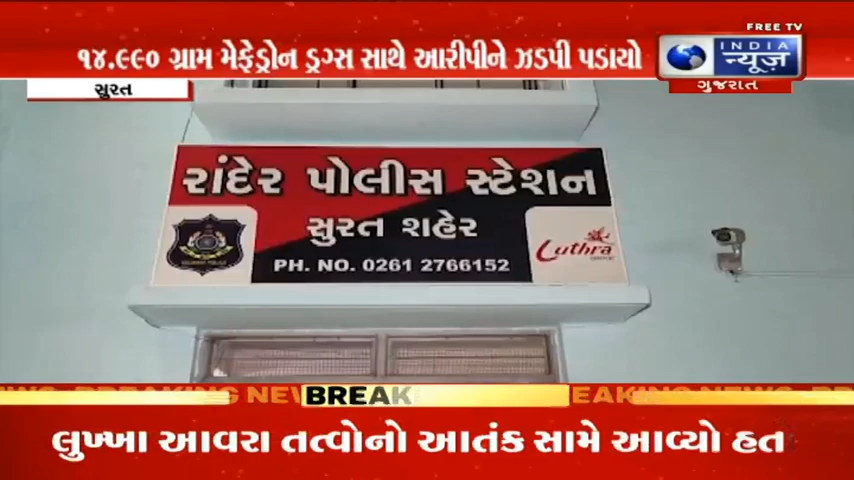 FREE TV
૧૪.૯૯૦ ગ્રામ મેફેડ્રોન ડ્રગ્સ સાથે આરીપીને ઝડપી પડાયો
INDIA
ન્યૂઝ
ગુજરાત
સુરત
રાંદેર પોલીસ સ્ટેશન
સુરત શહેર
Luthra
PH. NO. 0261 2766152
BREAK
લુખ્ખા આવરા તત્વોનો આતંક સામે આવ્યો હત